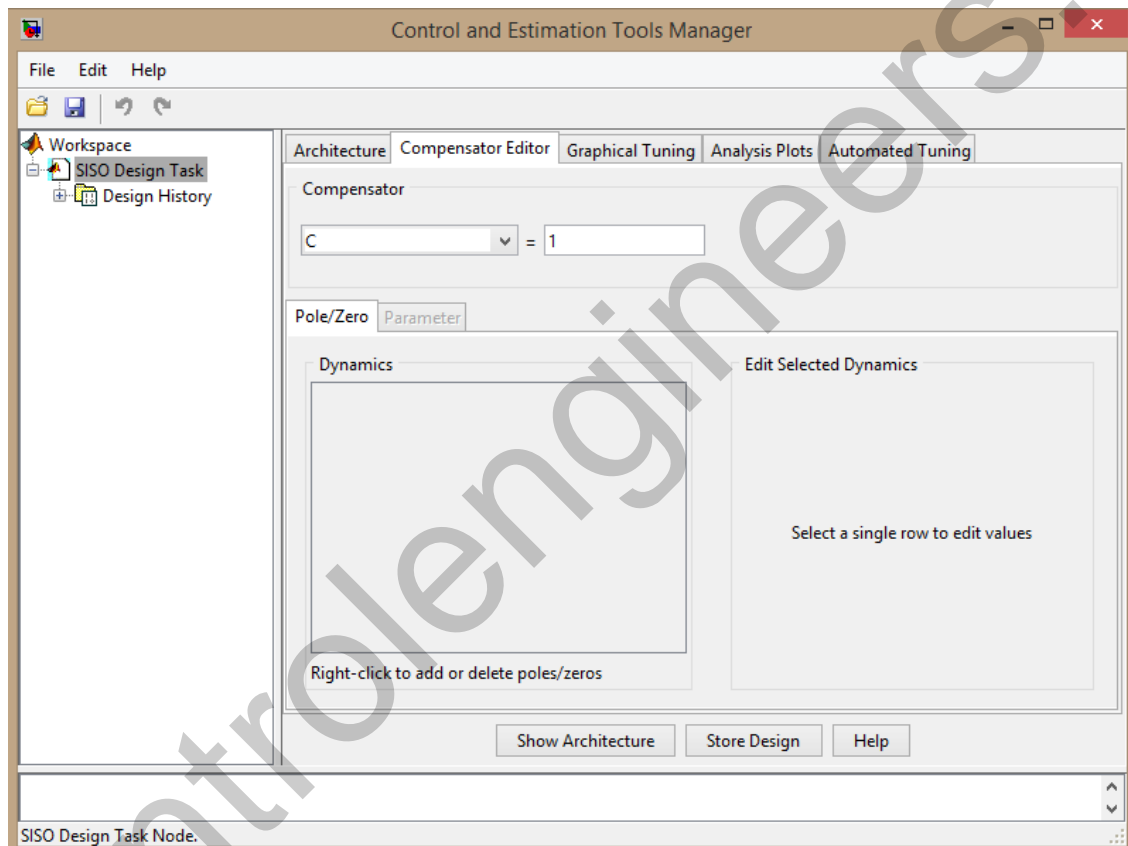 Control and Estimation Tools Manager
File Edit Help
Workspace
SISO Design Task
Design History
Architecture Compensator Editor Graphical Tuning Analysis Plots Automated Tuning
Compensator
C = 1
Pole/Zero Parameter
Dynamics
Edit Selected Dynamics
Select a single row to edit values
Right-click to add or delete poles/zeros
Show Architecture Store Design Help
SISO Design Task Node.
ntrolengineers.